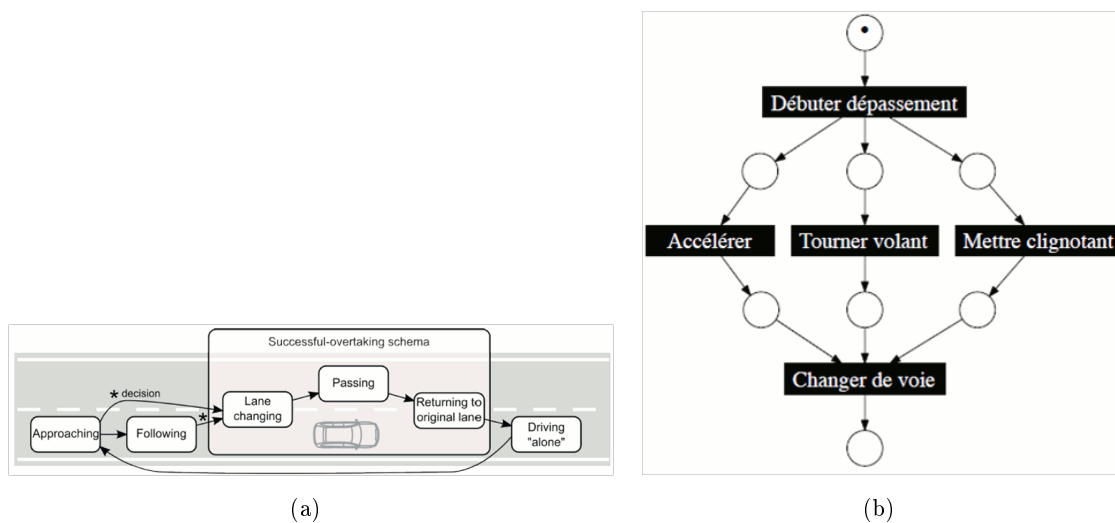 Successful-overtaking schema
* decision
Approaching
Following
*
Lane
changing
Passing
Returning to
original lane
Driving
"alone"
(a)
Débuter dépassement
Accélérer
Tourner volant
Mettre clignotant
Changer de voie
(b)